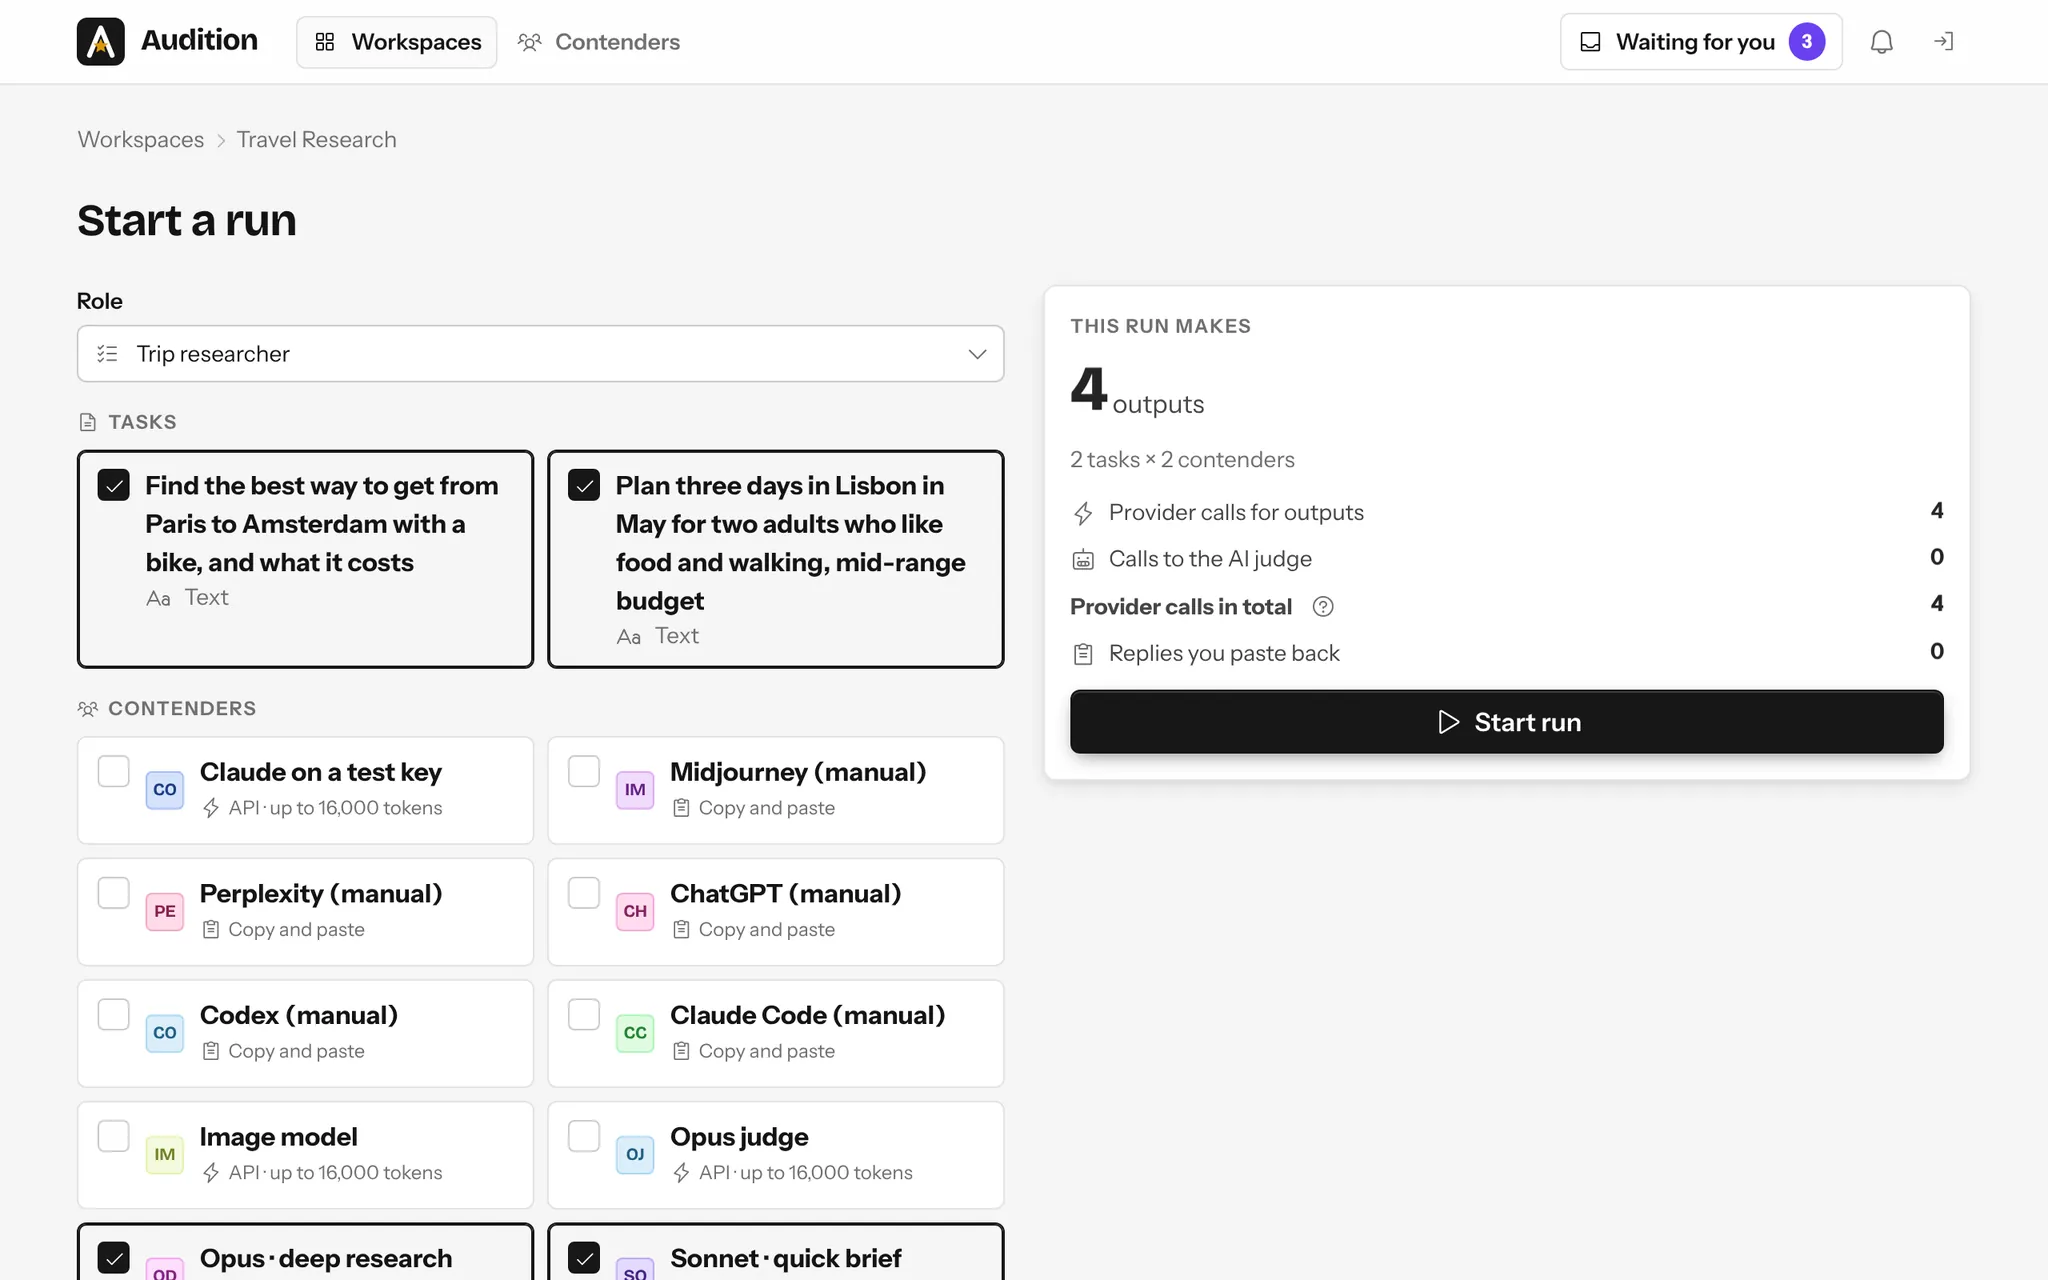 Audition
Workspaces
Contenders
Waiting for you 3
Workspaces > Travel Research
Start a run
Role
Trip researcher
TASKS
Find the best way to get from
Paris to Amsterdam with a
bike, and what it costs
Aa Text
Plan three days in Lisbon in
May for two adults who like
food and walking, mid-range
budget
Aa Text
CONTENDERS
CO Claude on a test key
API · up to 16,000 tokens
IM Midjourney (manual)
Copy and paste
PE Perplexity (manual)
Copy and paste
CH ChatGPT (manual)
Copy and paste
CO Codex (manual)
Copy and paste
CC Claude Code (manual)
Copy and paste
IM Image model
API · up to 16,000 tokens
OJ Opus judge
API · up to 16,000 tokens
OD Opus · deep research
SO Sonnet · quick brief
THIS RUN MAKES
4 outputs
2 tasks × 2 contenders
Provider calls for outputs 4
Calls to the AI judge 0
Provider calls in total ? 4
Replies you paste back 0
Start run